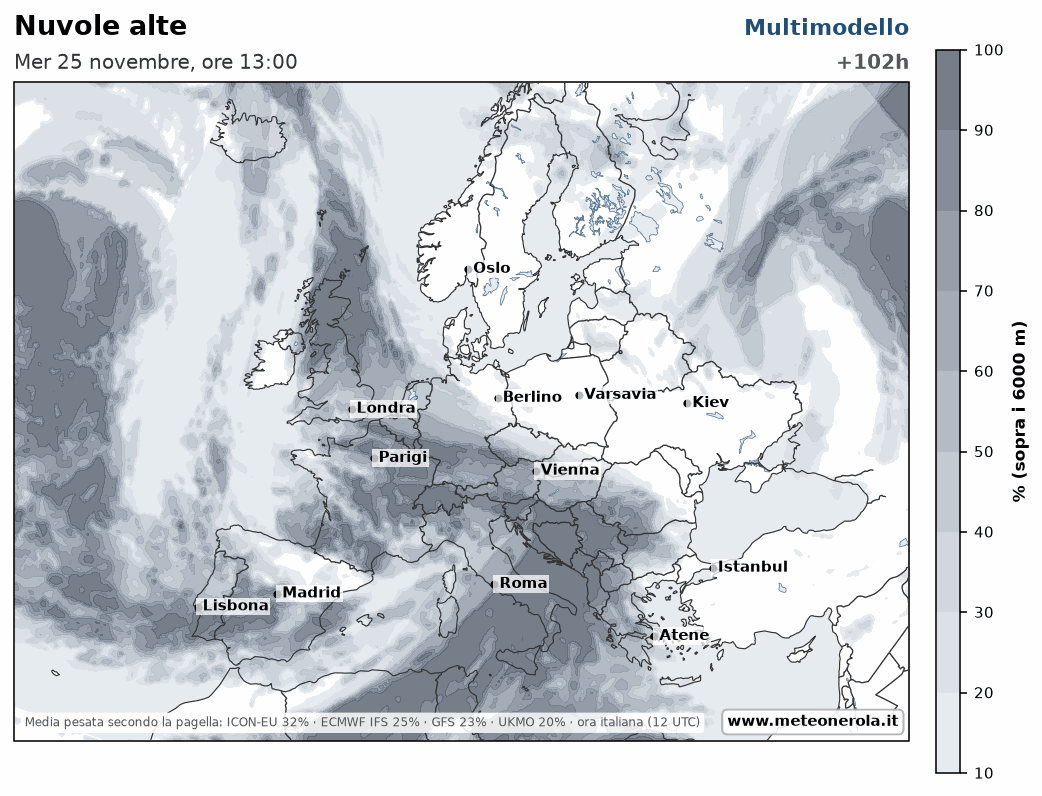 Nuvole alte
Multimodello
Mer 25 novembre, ore 13:00
+102h
100
90
80
70
60
50
40
30
20
10
% (sopra i 6000 m)
Oslo
Berlino
Varsavia
Kiev
Londra
Parigi
Vienna
Istanbul
Roma
Madrid
Lisbona
Atene
Media pesata secondo la pagella: ICON-EU 32% · ECMWF IFS 25% · GFS 23% · UKMO 20% · ora italiana (12 UTC)
www.meteonerola.it